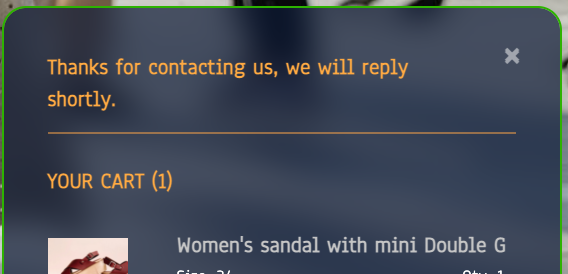 Thanks for contacting us, we will reply
shortly.
YOUR CART (1)
Women's sandal with mini Double G